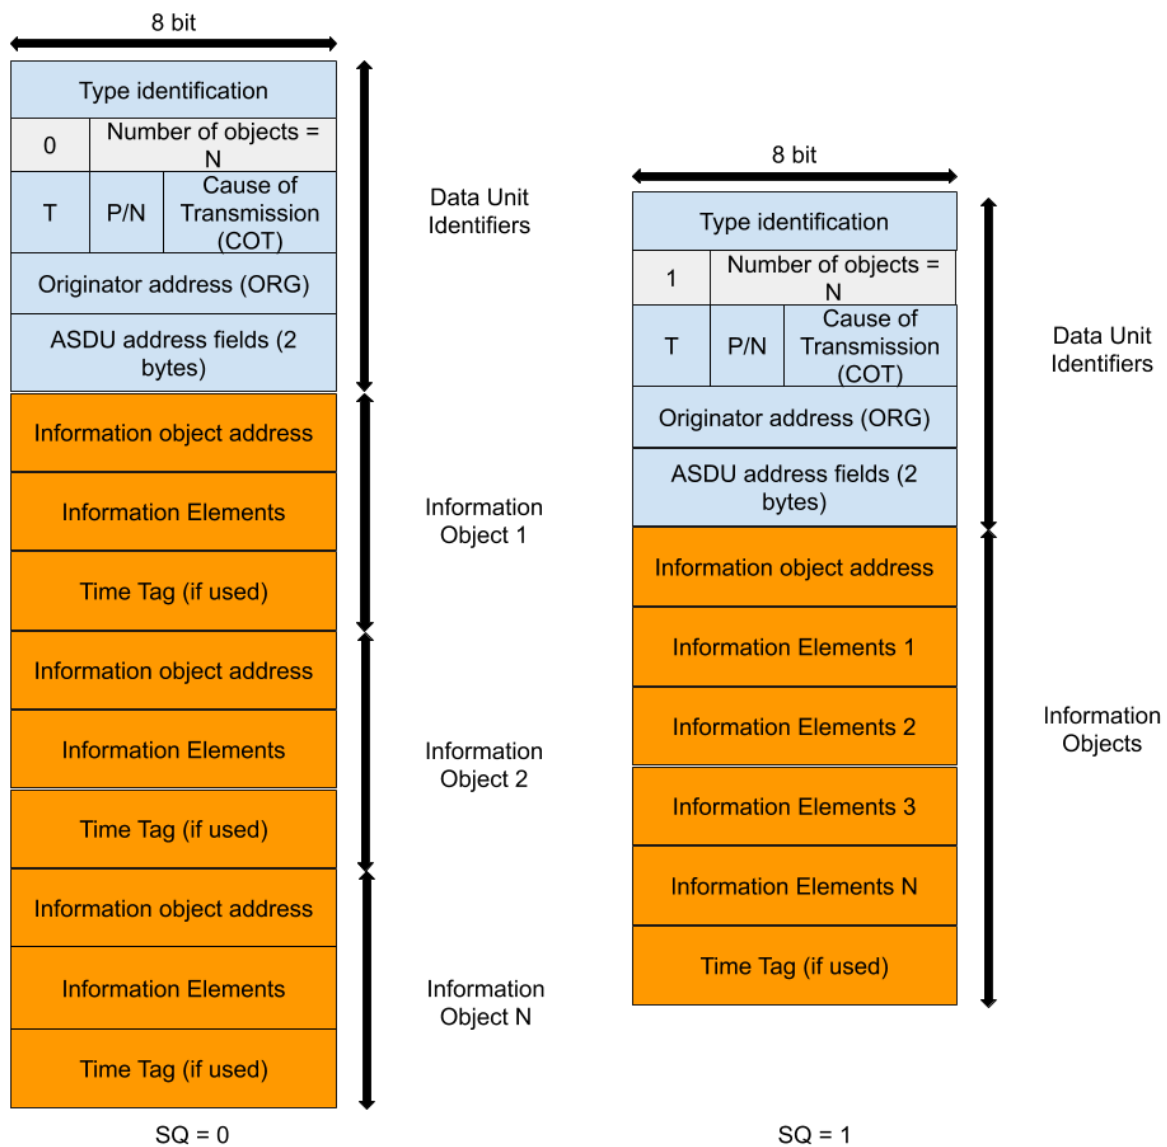 8 bit
Type identification
0
Number of objects =
N
T
P/N
Cause of
Transmission
(COT)
Originator address (ORG)
ASDU address fields (2
bytes)
Data Unit
Identifiers
Information object address
Information Elements
Time Tag (if used)
Information
Object 1
Information object address
Information Elements
Time Tag (if used)
Information
Object 2
Information object address
Information Elements
Time Tag (if used)
Information
Object N
SQ = 0
8 bit
Type identification
1
Number of objects =
N
T
P/N
Cause of
Transmission
(COT)
Originator address (ORG)
ASDU address fields (2
bytes)
Data Unit
Identifiers
Information object address
Information Elements 1
Information Elements 2
Information Elements 3
Information Elements N
Time Tag (if used)
Information
Objects
SQ = 1